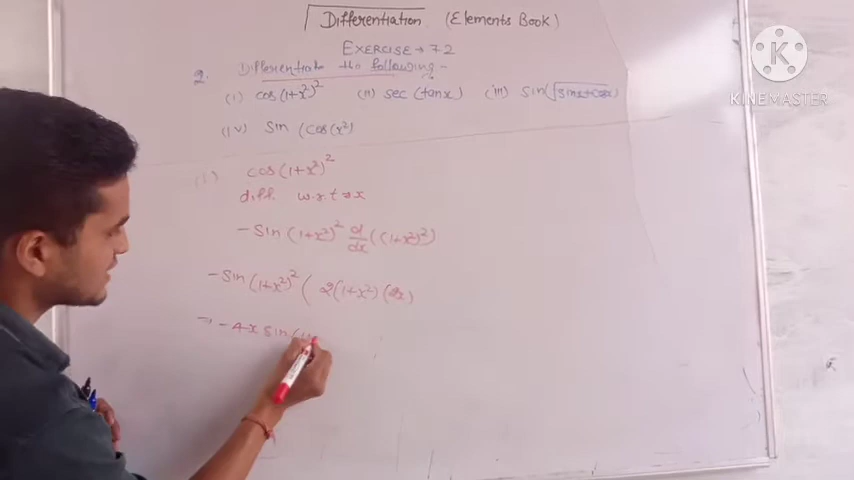 Differentiation (Elements Book)
EXERCISE → 7.2
2. Differentiate the following -
(i) cos(1+x²)² (ii) sec (tanx) (iii) sin(√sinx+cosx)
(iv) sin (cos(x²)
(i) cos(1+x²)²
diff. w.r.t → x
-sin (1+x²)² d/dx((1+x²)²)
-sin (1+x²)² ( 2(1+x²) (2x)
→ -4x sin (1+
K
KINEMASTER